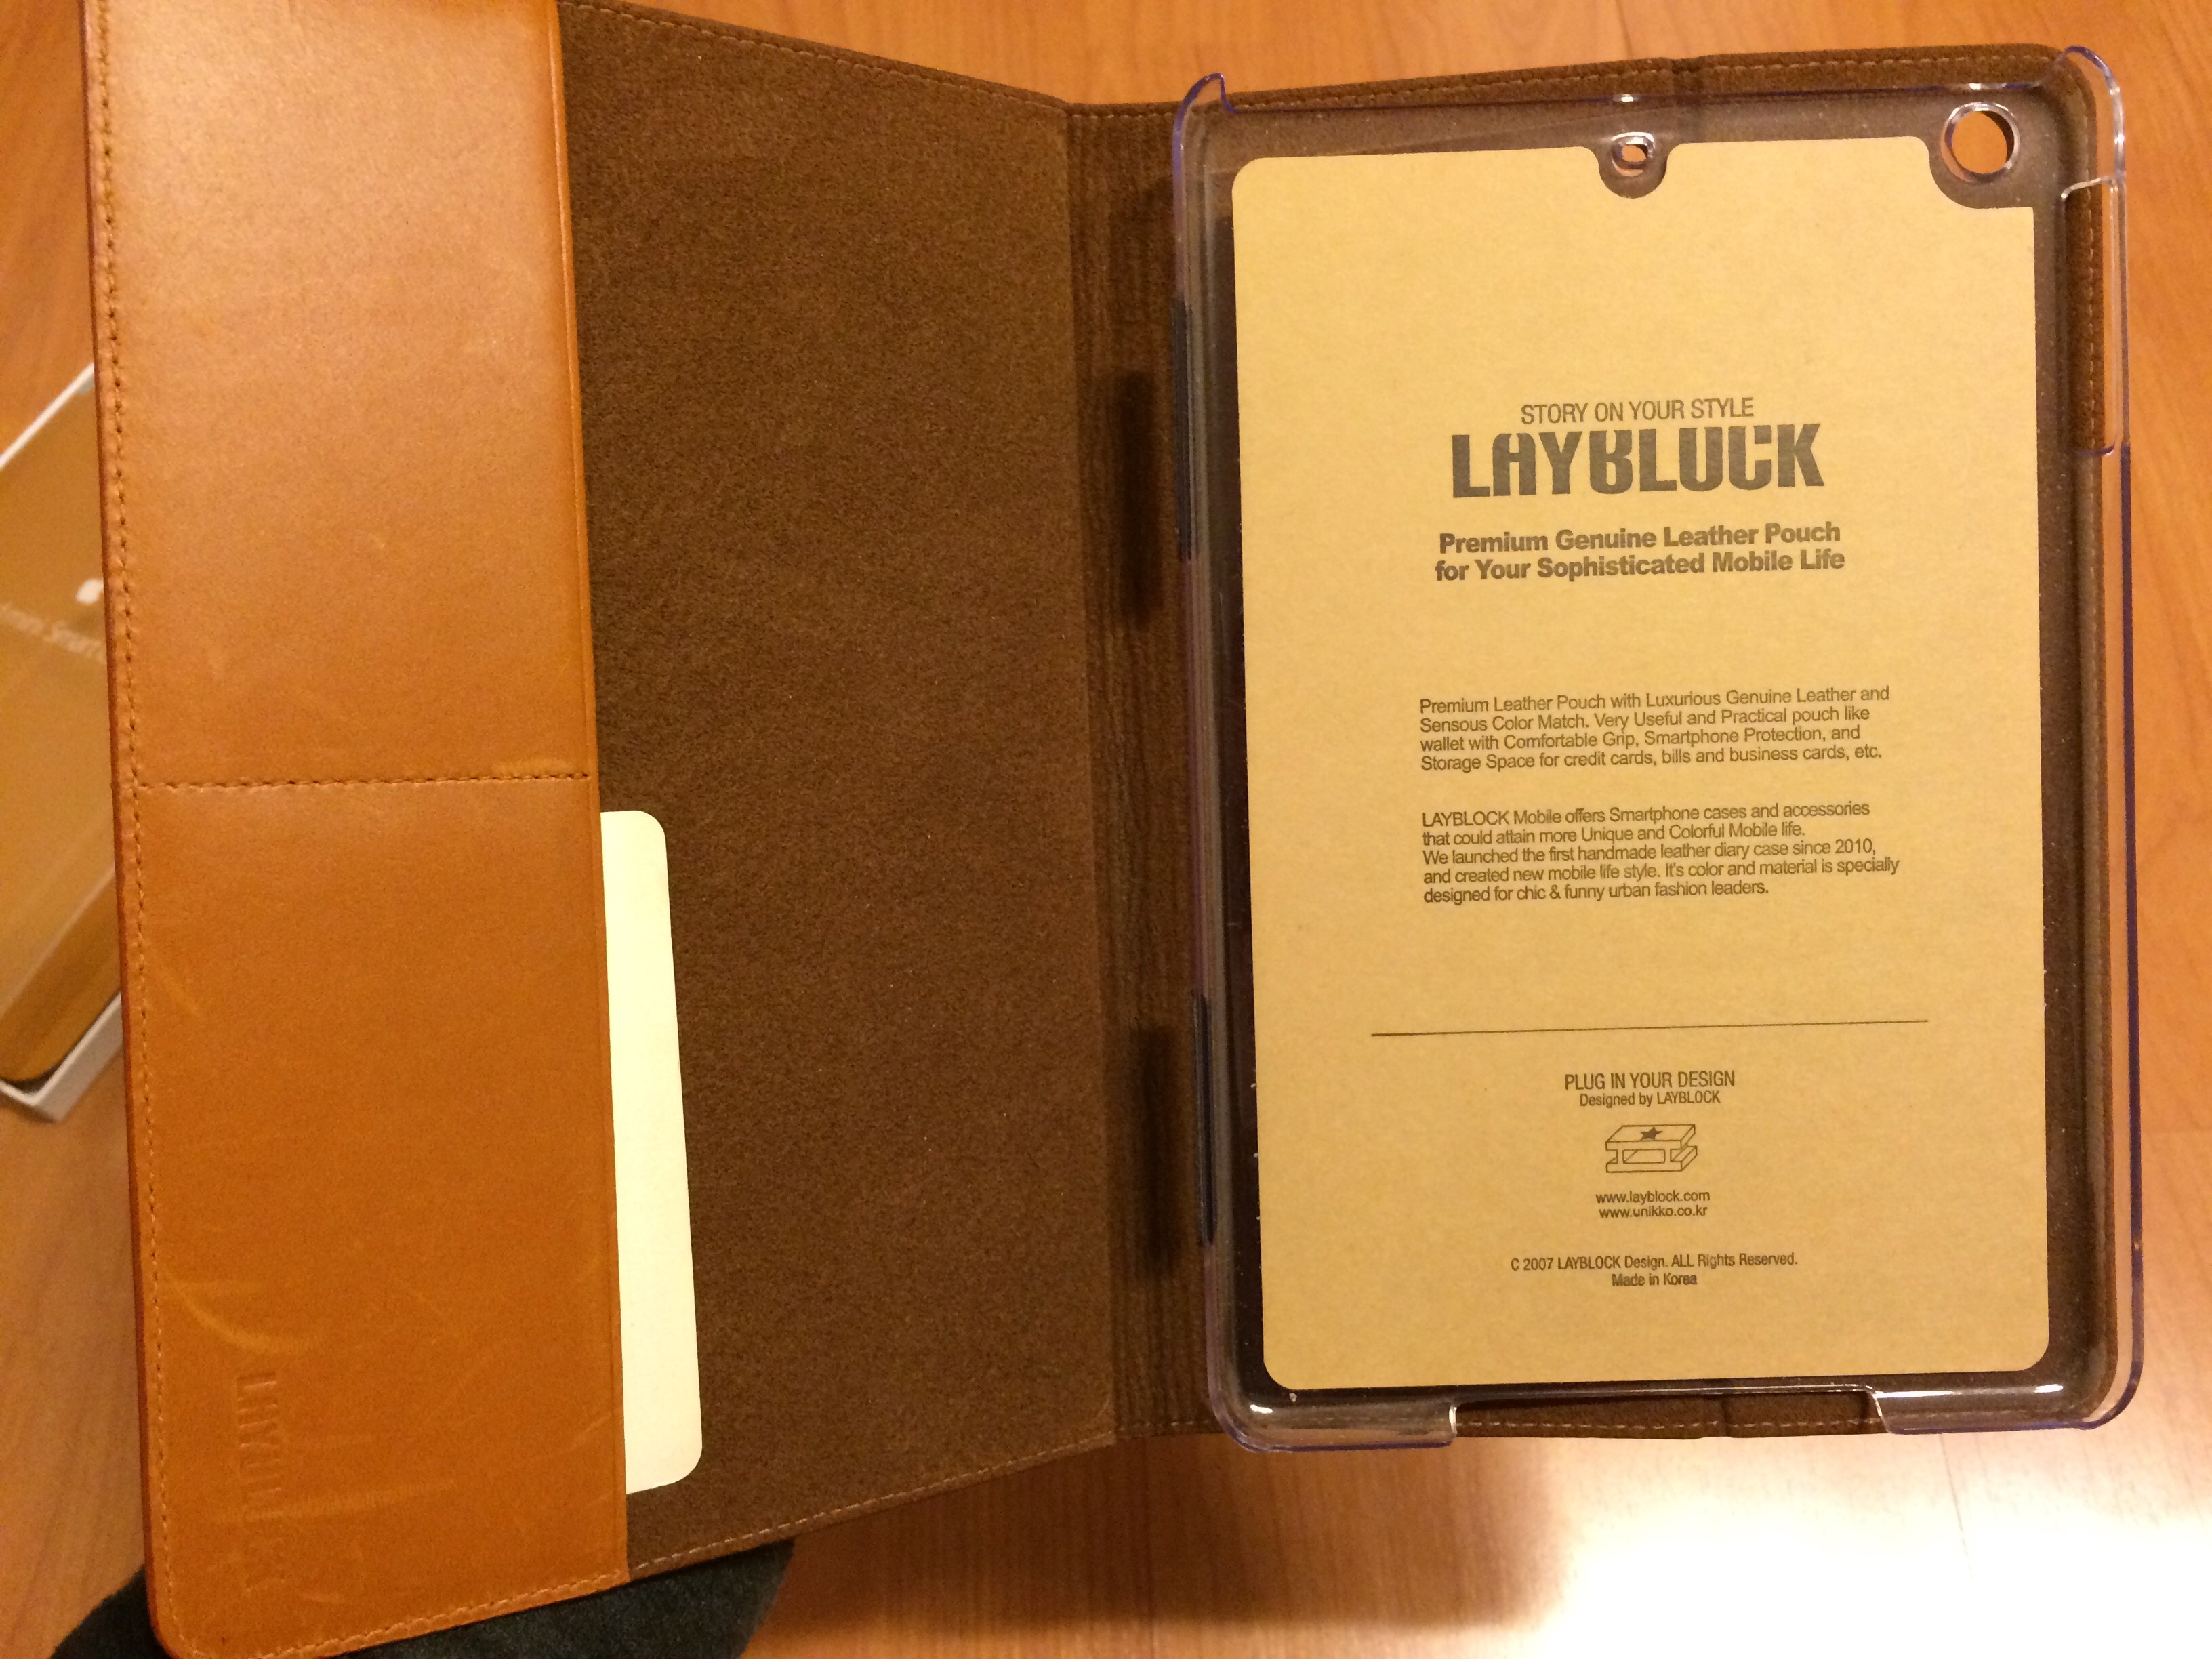 STORY ON YOUR STYLE
LAYBLOCK
Premium Genuine Leather Pouch
for Your Sophisticated Mobile Life
Premium Leather Pouch with Luxurious Genuine Leather and
Sensous Color Match. Very Useful and Practical pouch like
wallet with Comfortable Grip, Smartphone Protection, and
Storage Space for credit cards, bills and business cards, etc.
LAYBLOCK Mobile offers Smartphone cases and accessories
that could attain more Unique and Colorful Mobile life.
We launched the first handmade leather diary case since 2010,
and created new mobile life style. It's color and material is specially
designed for chic & funny urban fashion leaders.
PLUG IN YOUR DESIGN
Designed by LAYBLOCK
www.layblock.com
www.unikko.co.kr
C 2007 LAYBLOCK Design. ALL Rights Reserved.
Made in Korea
LAYBLOCK
Smart